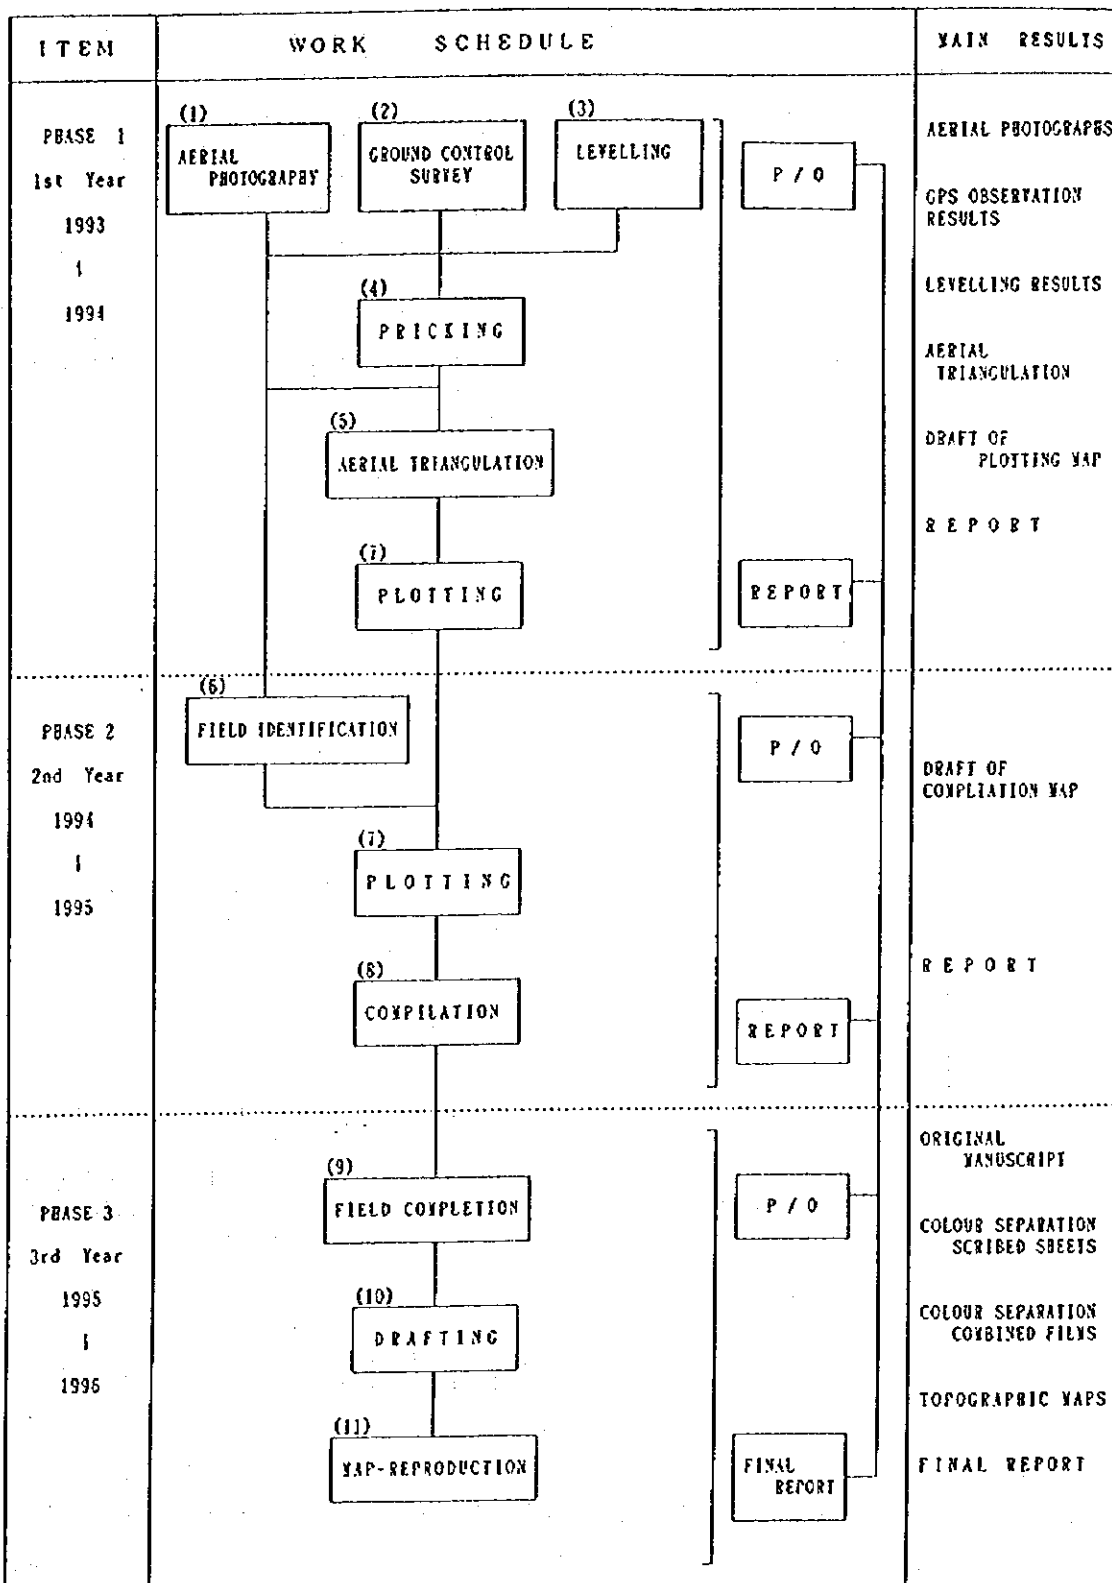 ITEM
WORK SCHEDULE
MAIN RESULTS
PHASE 1
1st Year
1993
1994
(1)
AERIAL
PHOTOGRAPHY
(2)
GROUND CONTROL
SURVEY
(3)
LEVELLING
(4)
PRICKING
(5)
AERIAL TRIANGULATION
(7)
PLOTTING
P/O
REPORT
AERIAL PHOTOGRAPHS
GPS OBSERVATION
RESULTS
LEVELLING RESULTS
AERIAL
TRIANGULATION
DRAFT OF
PLOTTING MAP
REPORT
PHASE 2
2nd Year
1994
1995
(6)
FIELD IDENTIFICATION
(7)
PLOTTING
(8)
COMPILATION
P/O
REPORT
DRAFT OF
COMPLIATION MAP
REPORT
PHASE 3
3rd Year
1995
1996
(9)
FIELD COMPLETION
(10)
DRAFTING
(11)
MAP-REPRODUCTION
P/O
FINAL
REPORT
ORIGINAL
MANUSCRIPT
COLOUR SEPARATION
SCRIBED SHEETS
COLOUR SEPARATION
COMBINED FILMS
TOPOGRAPHIC MAPS
FINAL REPORT